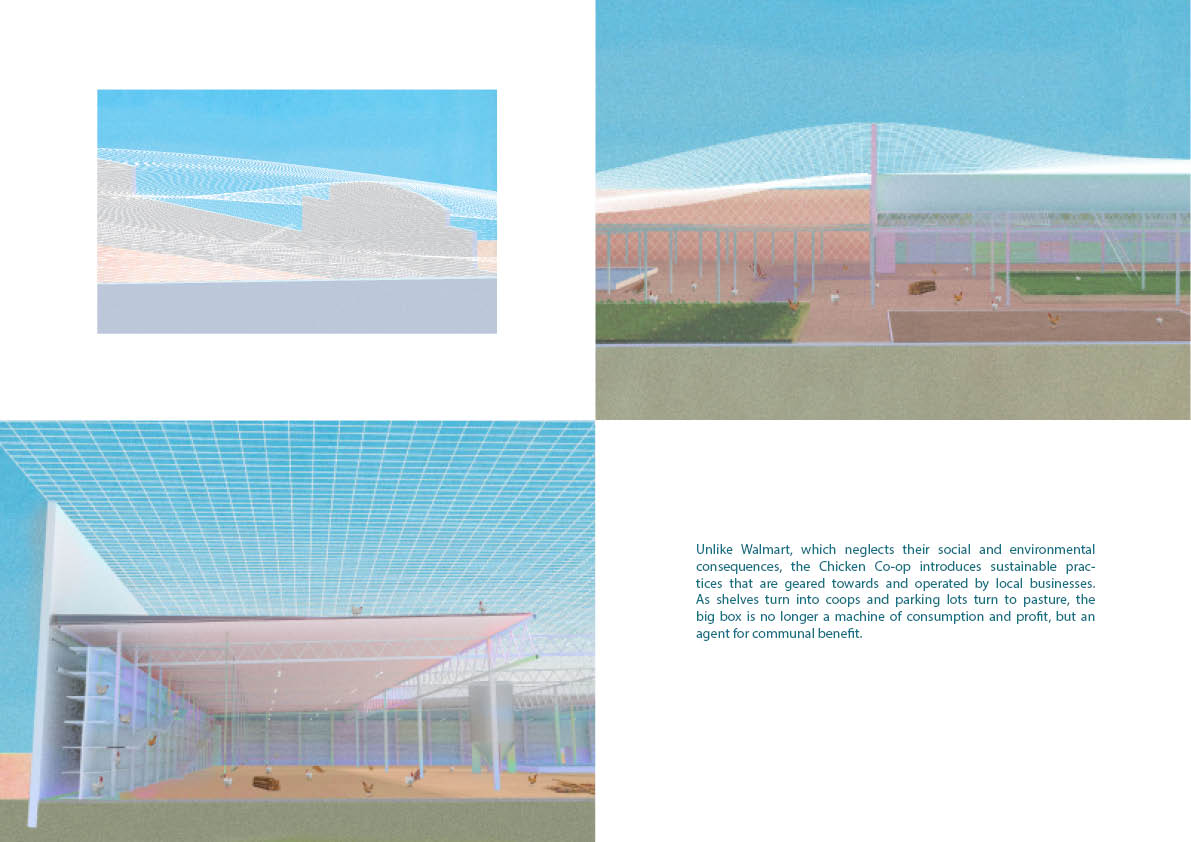 Unlike Walmart, which neglects their social and environmental
consequences, the Chicken Co-op introduces sustainable prac-
tices that are geared towards and operated by local businesses.
As shelves turn into coops and parking lots turn to pasture, the
big box is no longer a machine of consumption and profit, but an
agent for communal benefit.